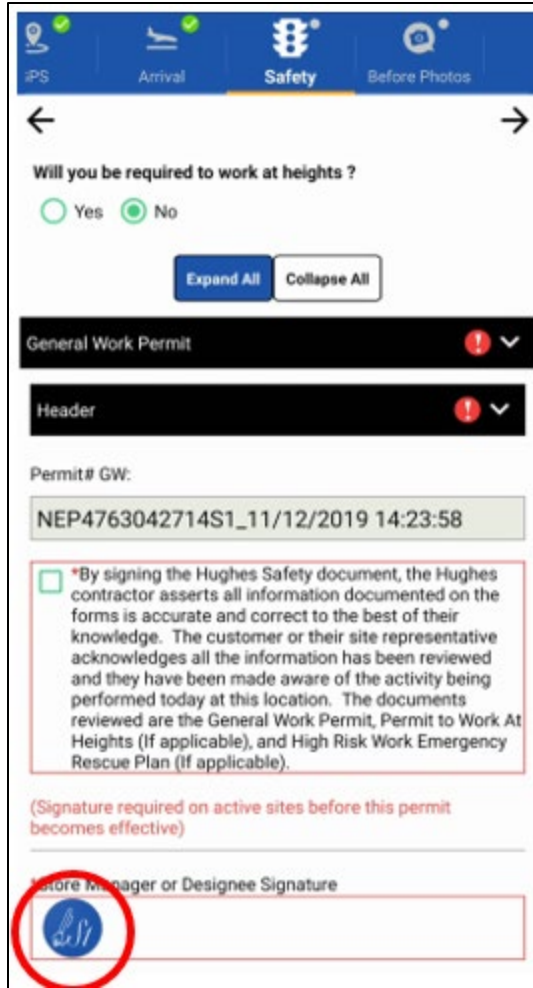 iPS Arrival Safety Before Photos
Will you be required to work at heights ?
Yes No
Expand All Collapse All
General Work Permit
Header
Permit# GW:
NEP4763042714S1_11/12/2019 14:23:58
*By signing the Hughes Safety document, the Hughes
contractor asserts all information documented on the
forms is accurate and correct to the best of their
knowledge. The customer or their site representative
acknowledges all the information has been reviewed
and they have been made aware of the activity being
performed today at this location. The documents
reviewed are the General Work Permit, Permit to Work At
Heights (If applicable), and High Risk Work Emergency
Rescue Plan (If applicable).
(Signature required on active sites before this permit
becomes effective)
*Store Manager or Designee Signature